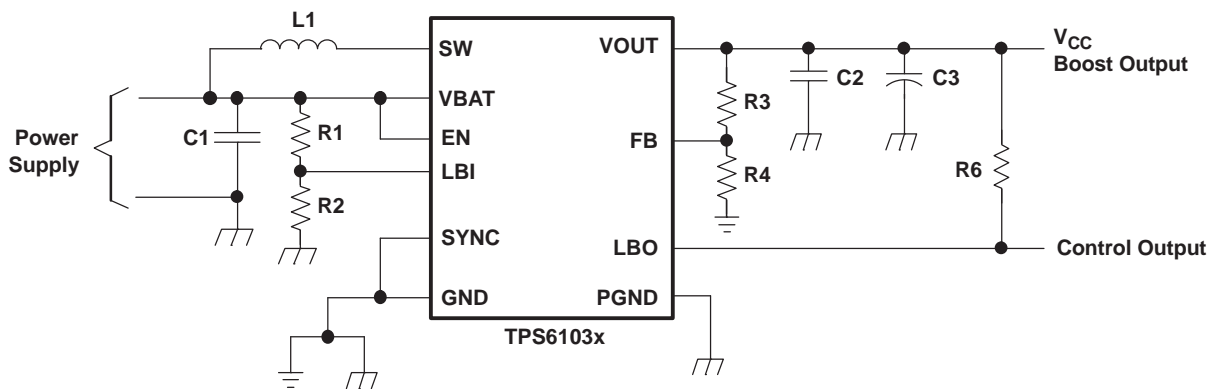 L1
SW
VOUT
VCC
Boost Output
VBAT
C2
C3
R3
Power
Supply
C1
R1
EN
FB
LBI
R4
R6
R2
SYNC
LBO
Control Output
GND
PGND
TPS6103x